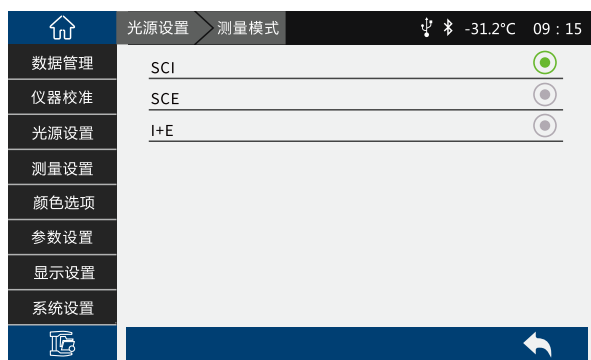 光源设置 测量模式 -31.2°C 09 : 15
数据管理
仪器校准
光源设置
测量设置
颜色选项
参数设置
显示设置
系统设置
SCI
SCE
I+E